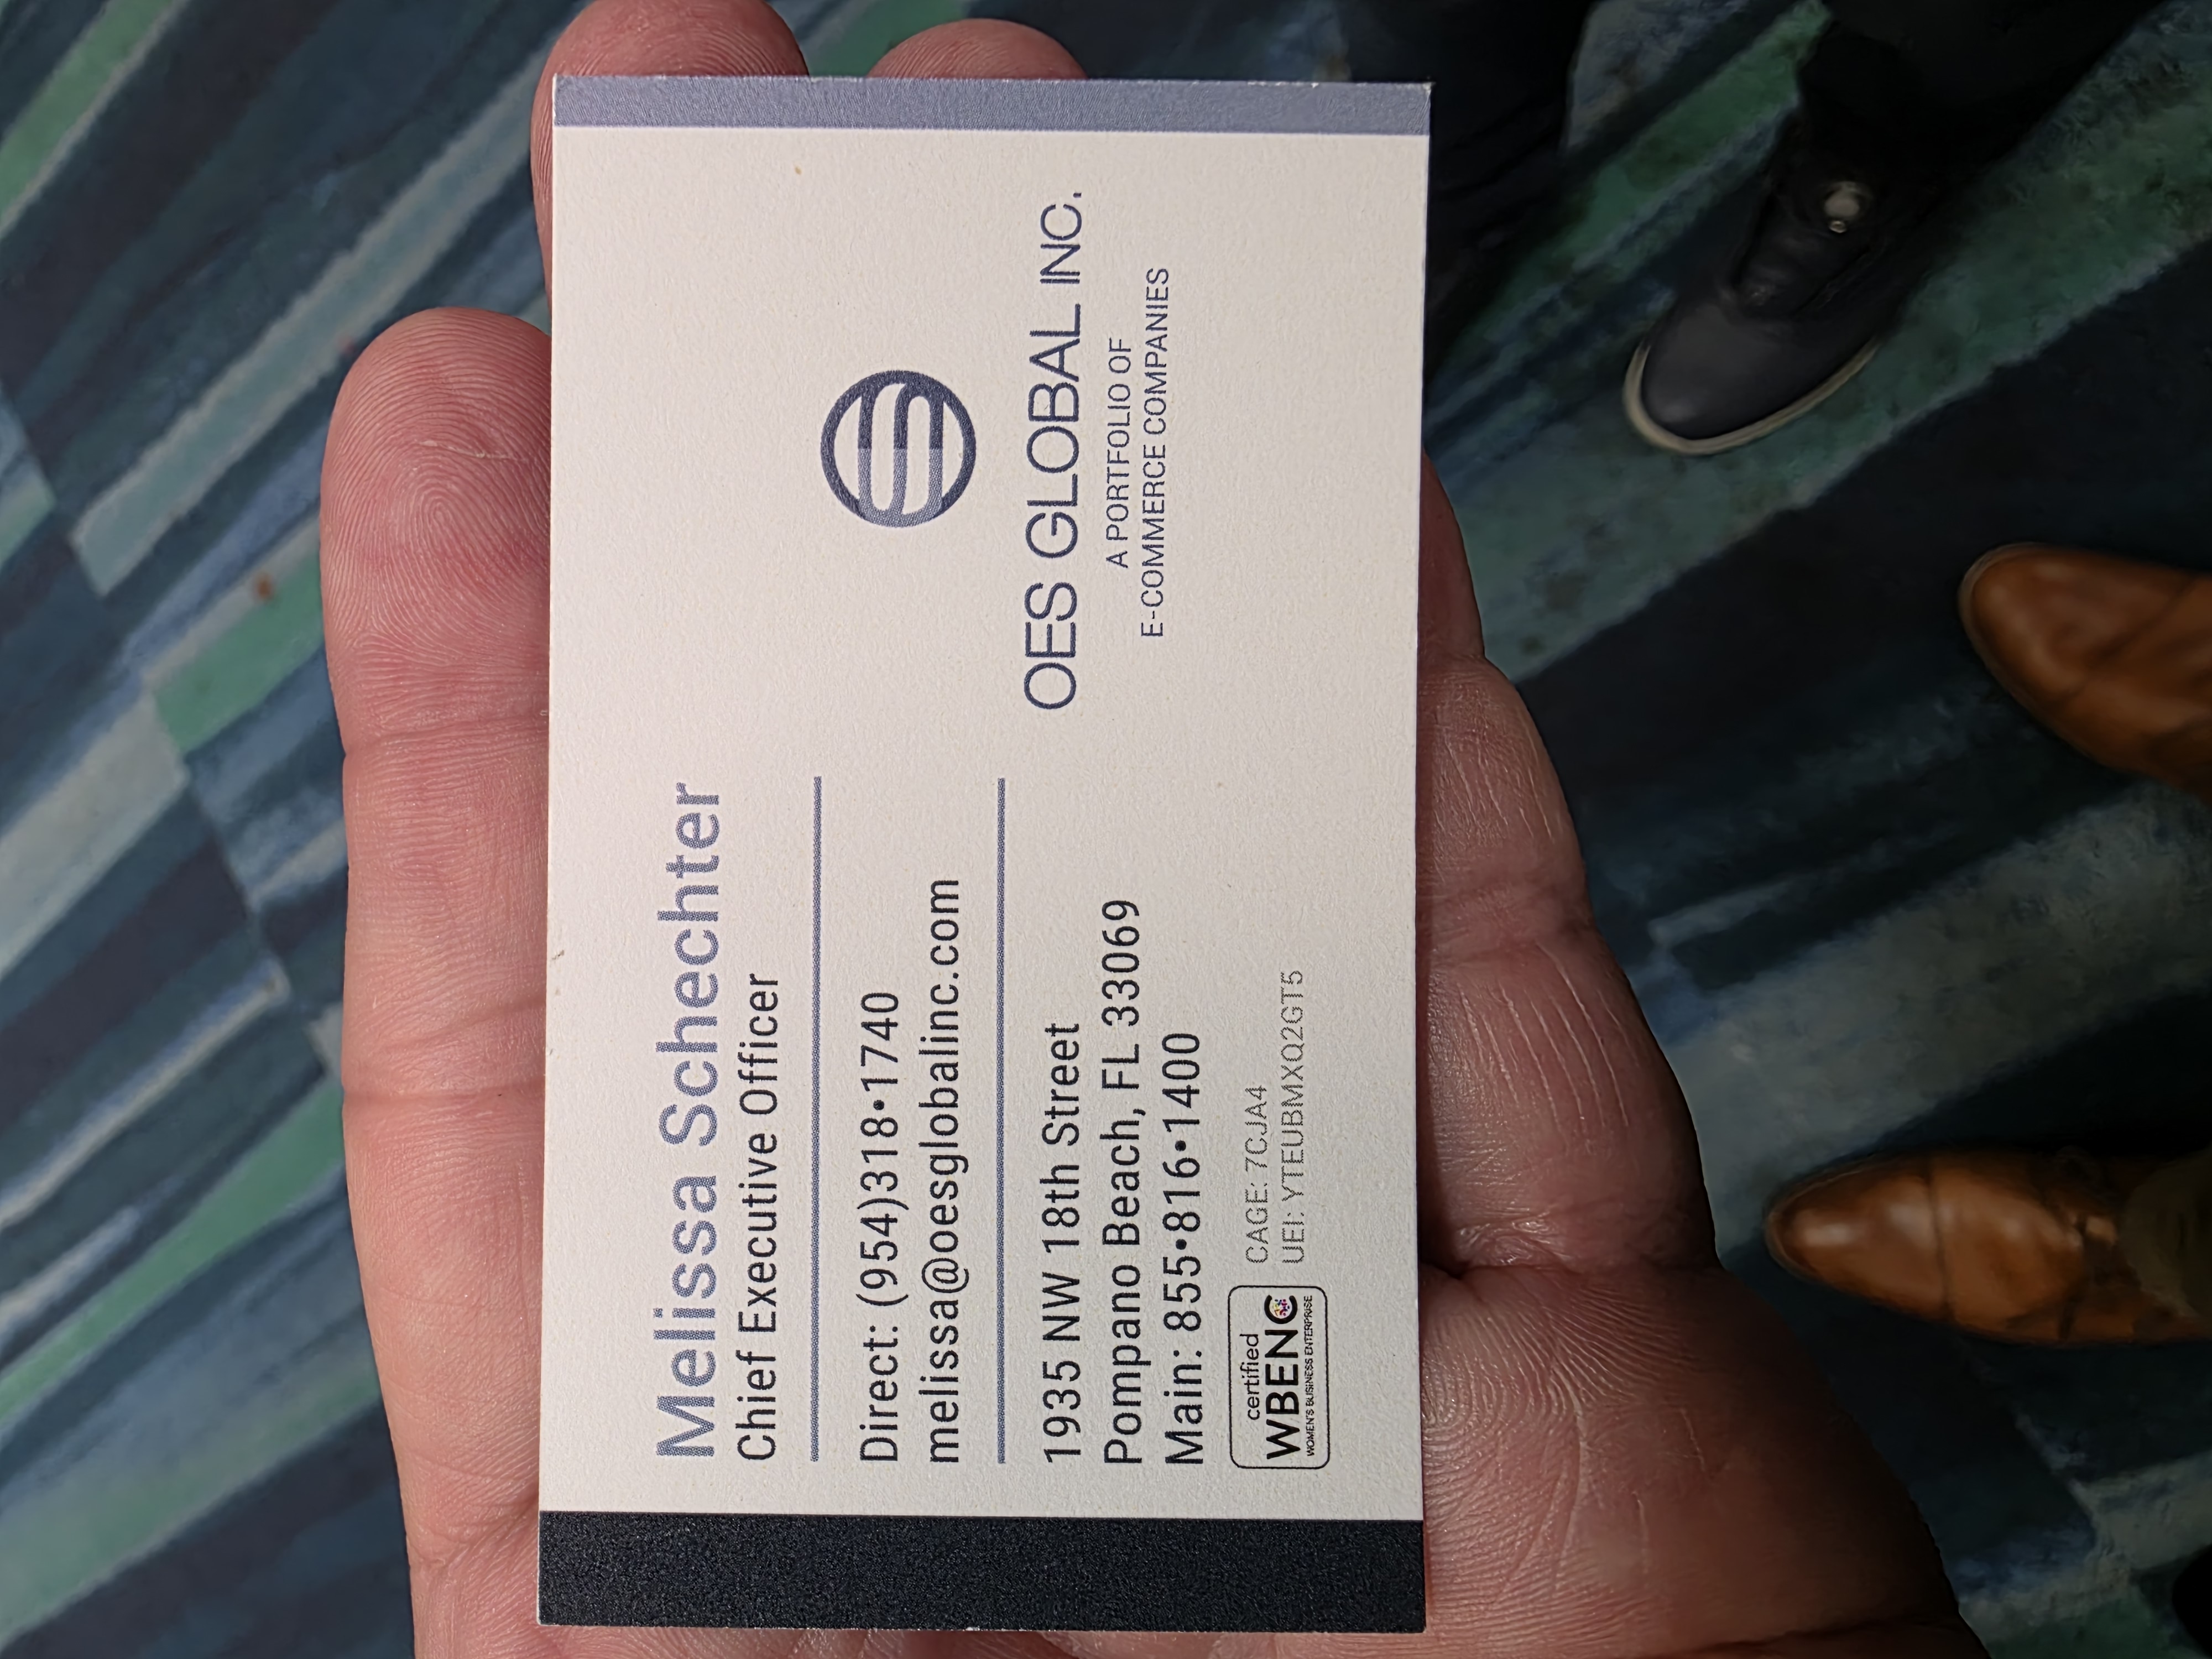 Melissa Schechter
Chief Executive Officer
Direct: (954)318•1740
melissa@oesglobalinc.com
1935 NW 18th Street
Pompano Beach, FL 33069
Main: 855•816•1400
certified
WBENC
WOMEN'S BUSINESS ENTERPRISE
CAGE: 7CJA4
UEI: YTEUBMXQ2GT5
OES GLOBAL INC.
A PORTFOLIO OF
E-COMMERCE COMPANIES